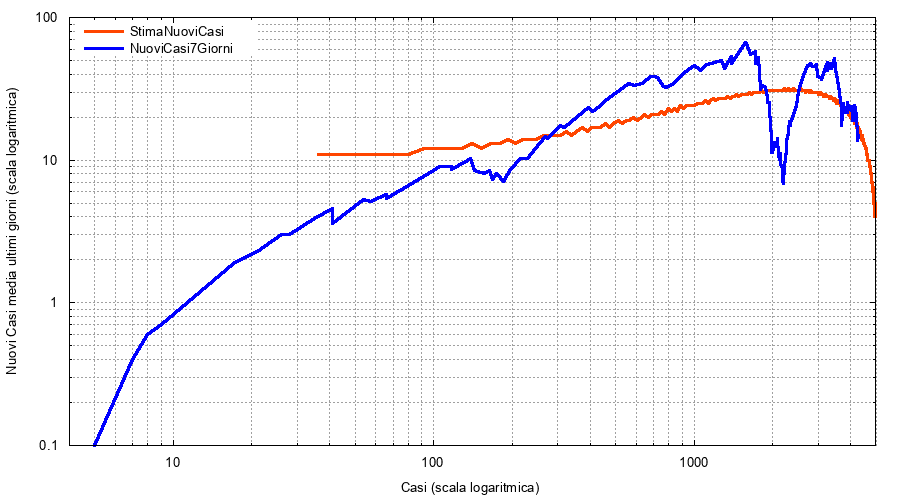 100
10
1
0.1
10
100
1000
StimaNuoviCasi
NuoviCasi7Giorni
Nuovi Casi media ultimi giorni (scala logaritmica)
Casi (scala logaritmica)